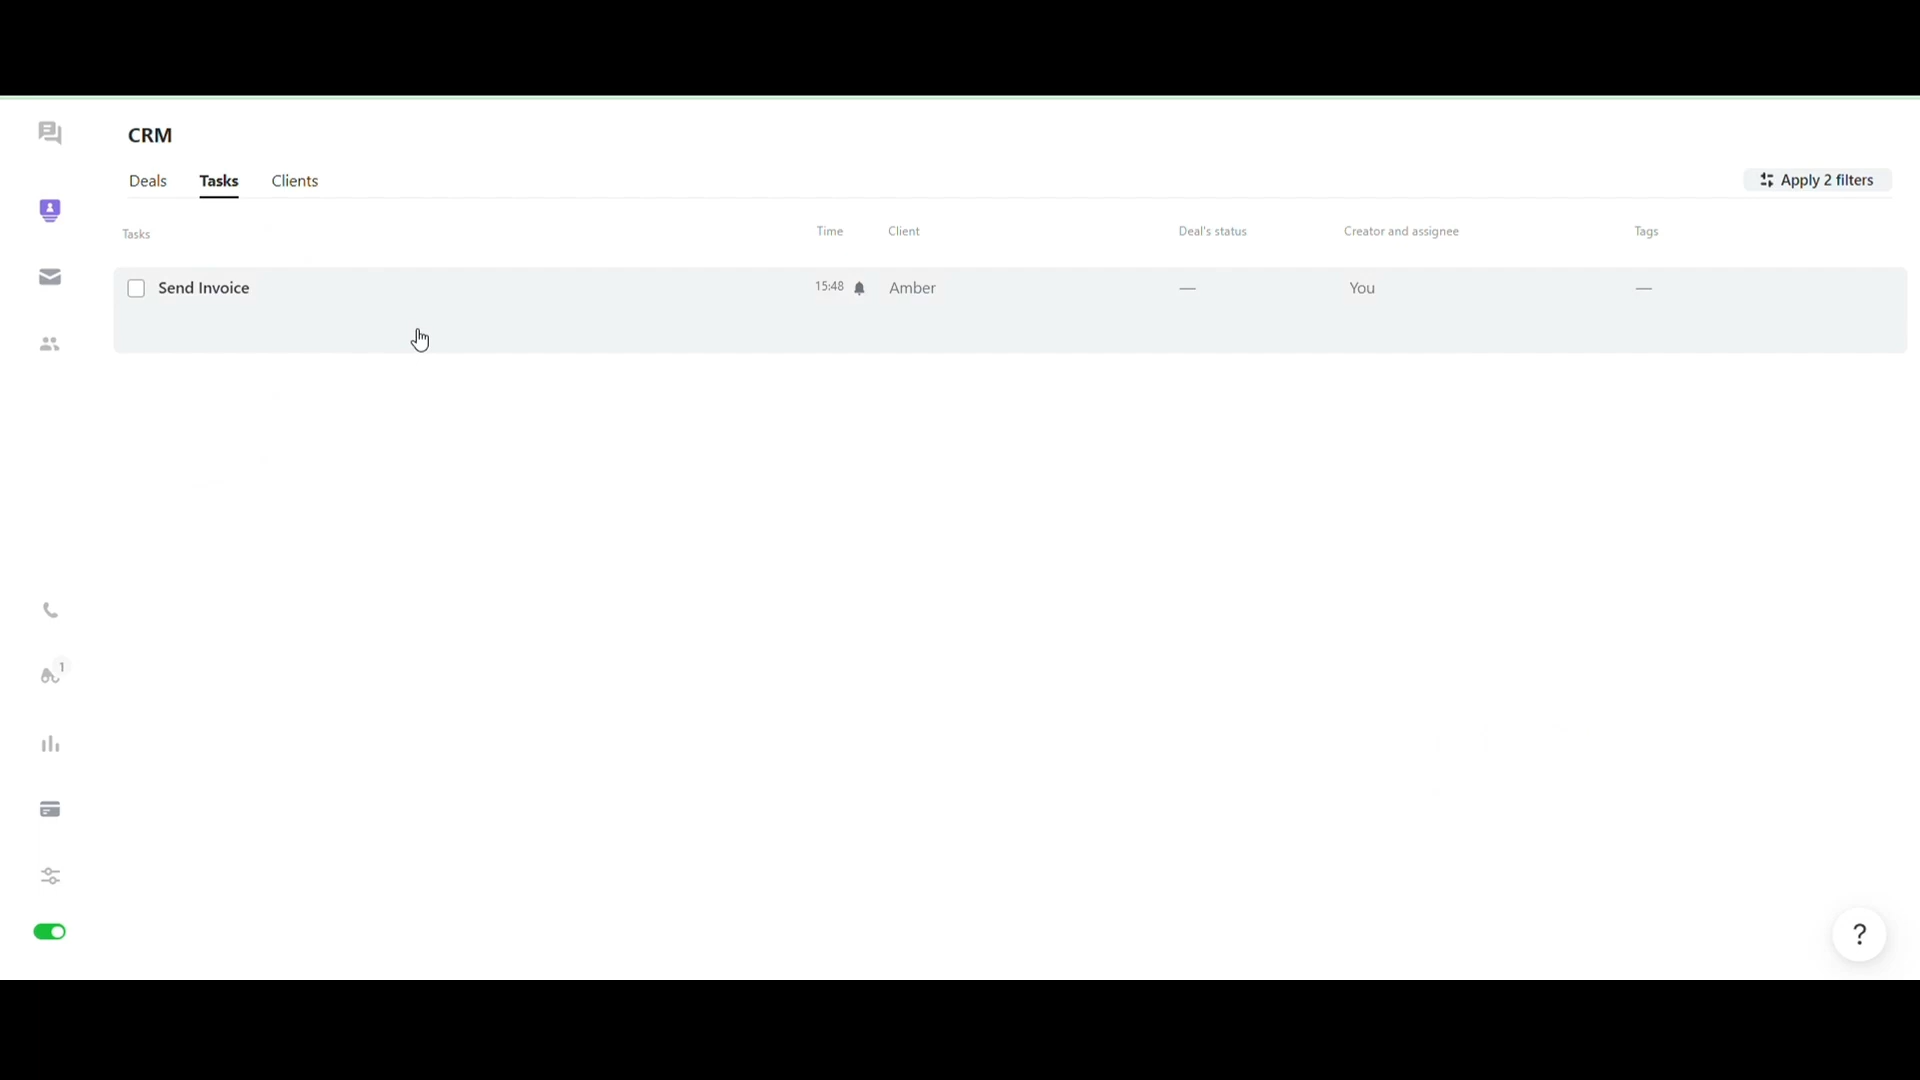 CRM
Deals Tasks Clients
Apply 2 filters
Tasks Time Client Deal's status Creator and assignee Tags
Send Invoice 15:48 Amber — You —
1
?